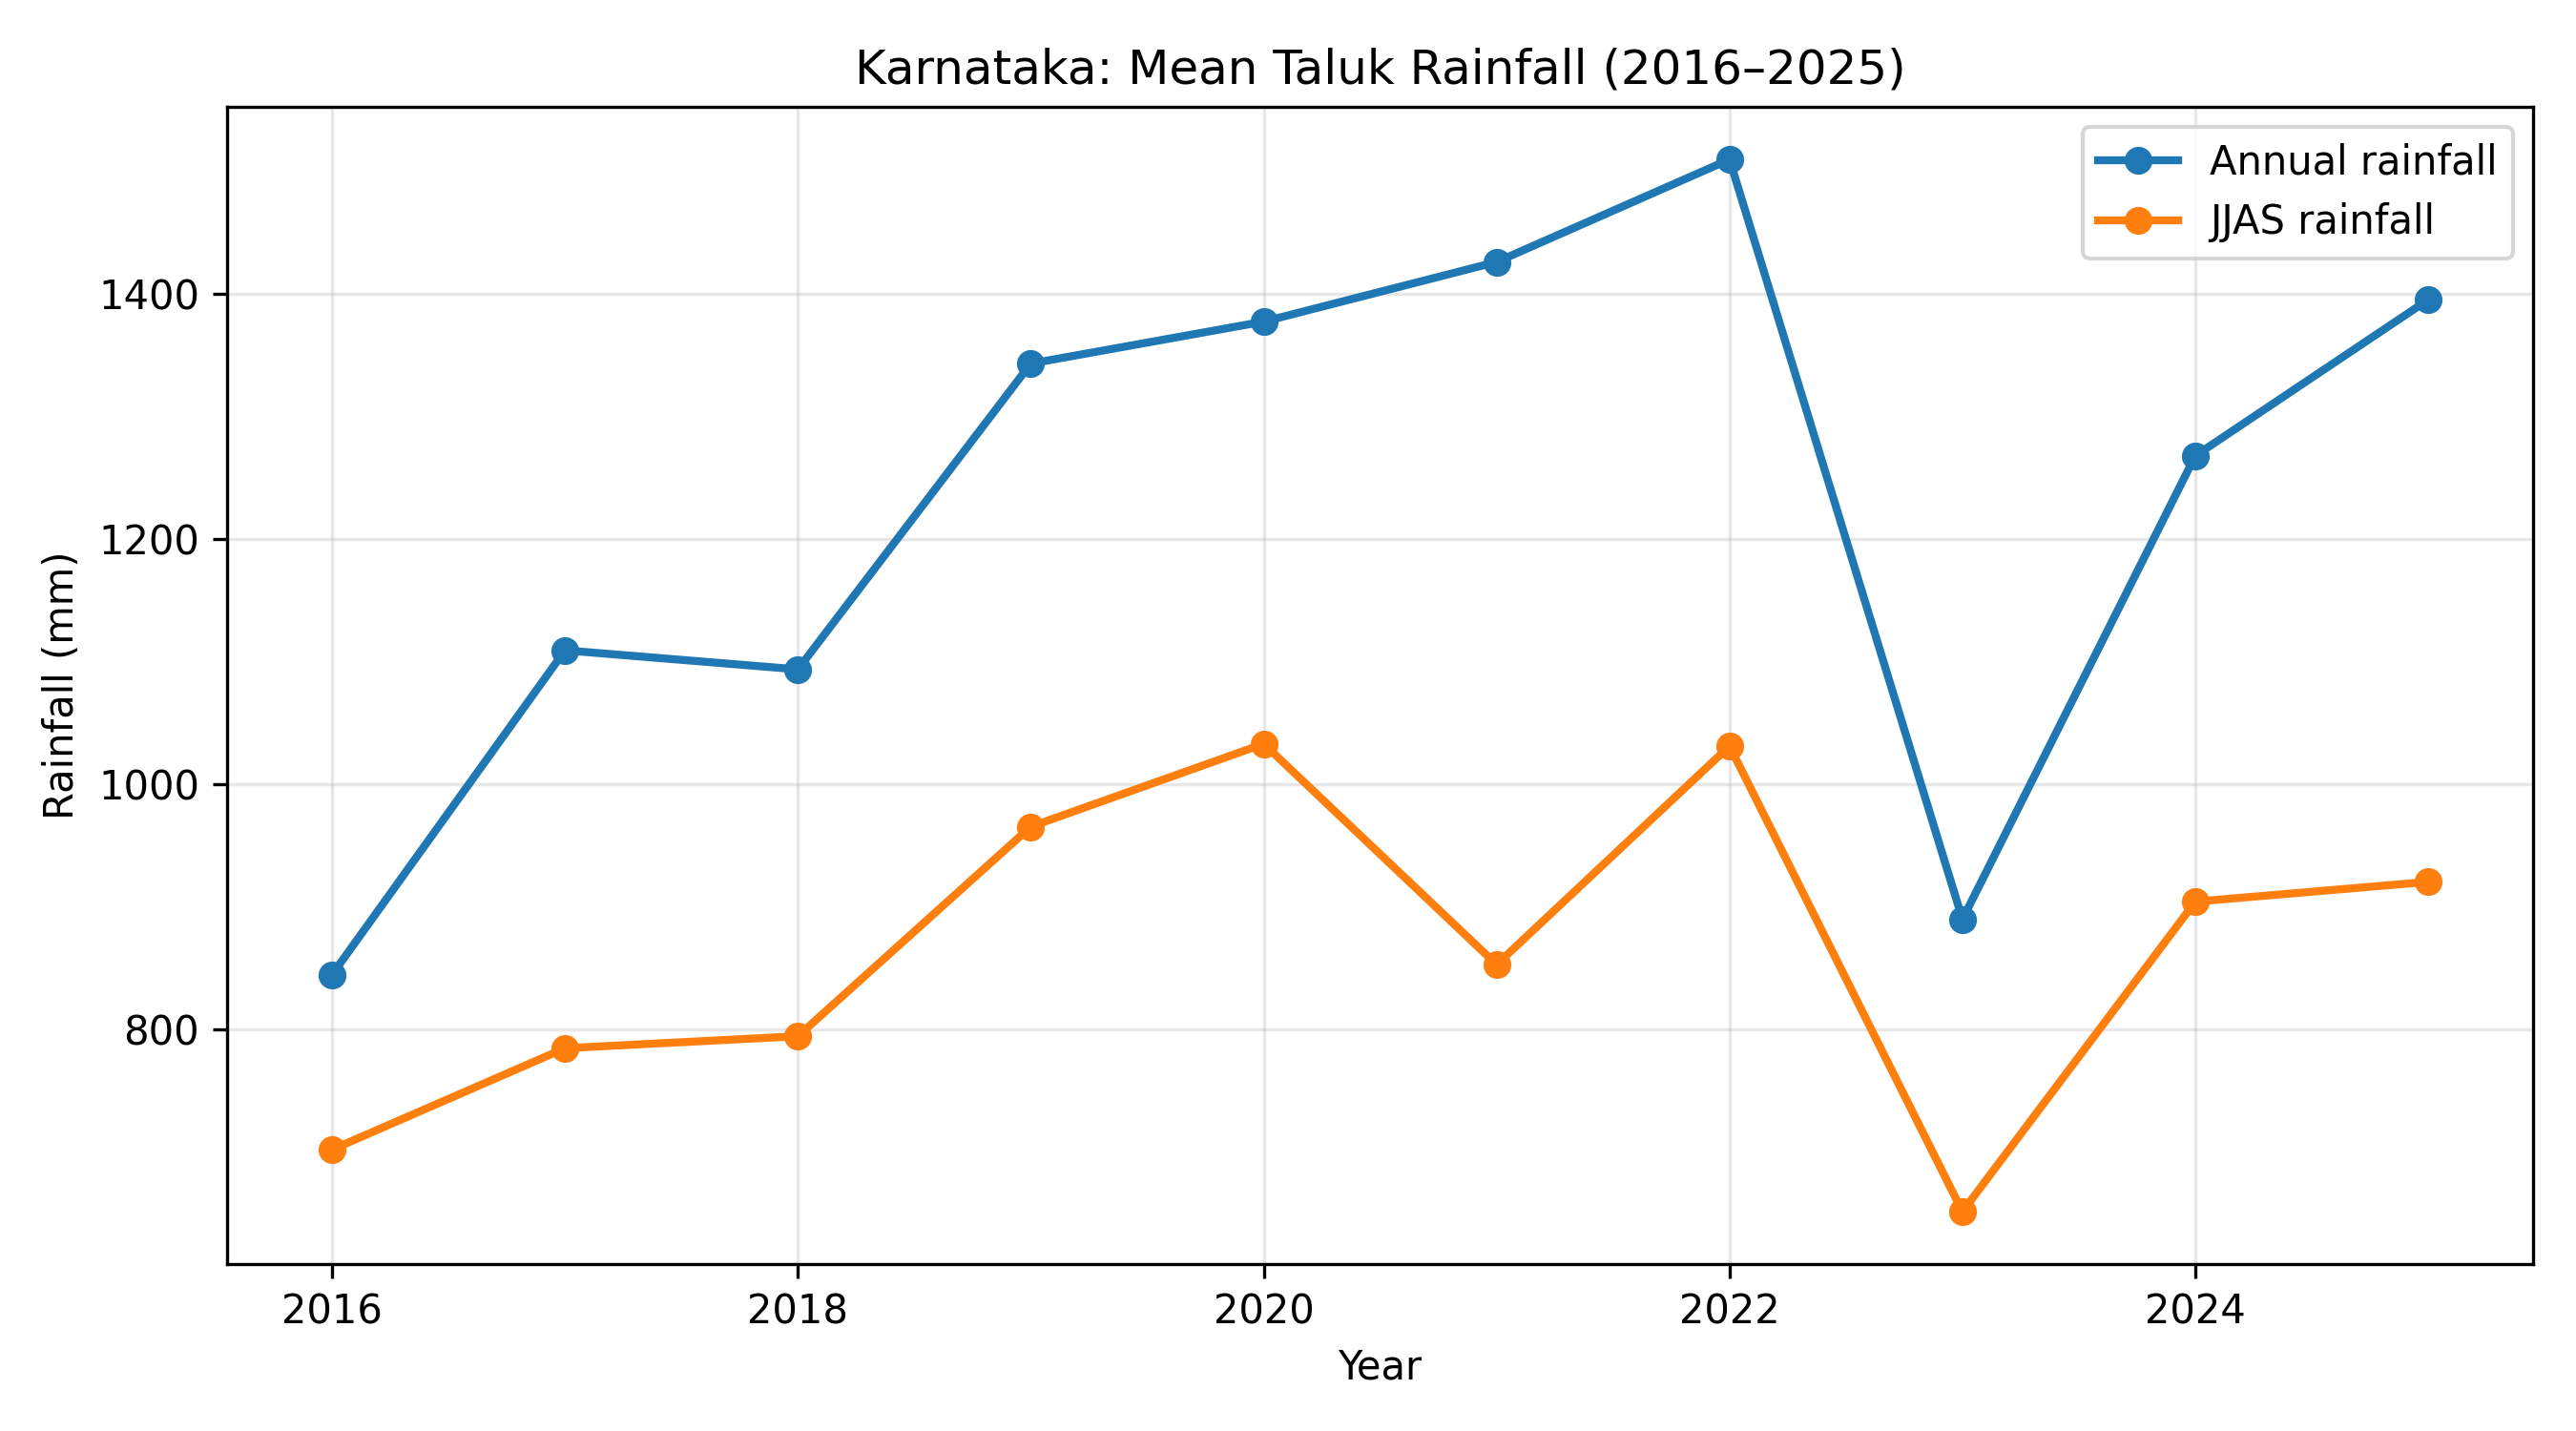 Karnataka: Mean Taluk Rainfall (2016–2025)
Annual rainfall
JJAS rainfall
1400
1200
1000
800
Rainfall (mm)
2016 2018 2020 2022 2024
Year